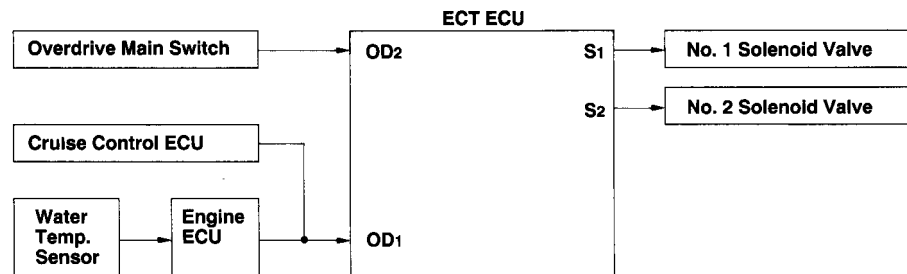 ECT ECU
Overdrive Main Switch
OD2
S1
No. 1 Solenoid Valve
S2
No. 2 Solenoid Valve
Cruise Control ECU
Water
Temp.
Sensor
Engine
ECU
OD1